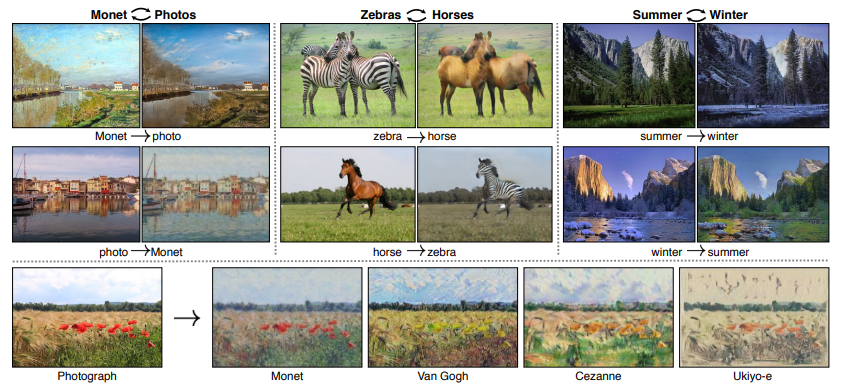 Monet Photos
Zebras Horses
Summer Winter
Monet → photo
zebra → horse
summer → winter
photo → Monet
horse → zebra
winter → summer
Photograph
Monet
Van Gogh
Cezanne
Ukiyo-e